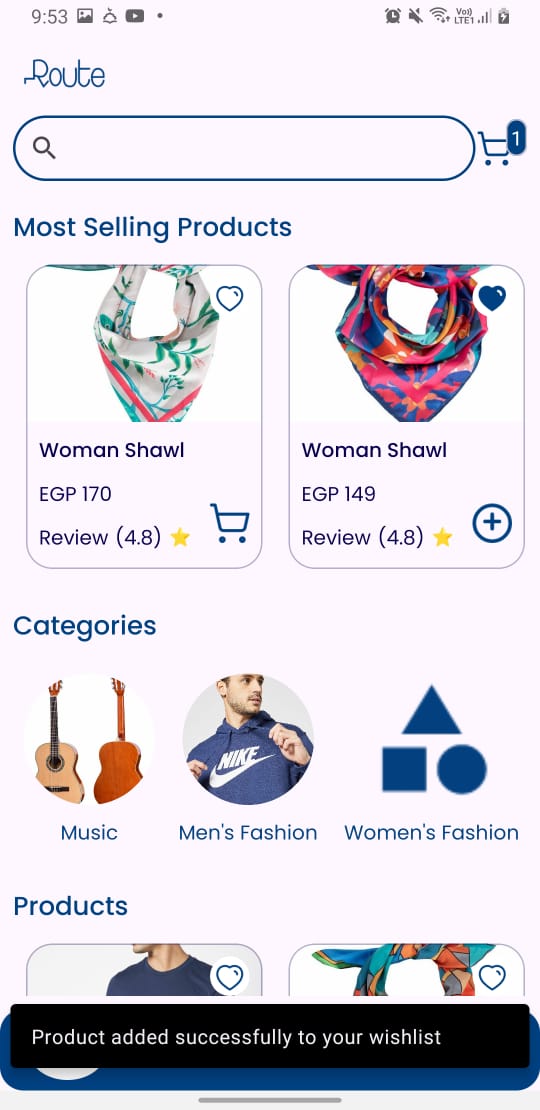 9:53
Vo))
LTE1
Route
1
Most Selling Products
Woman Shawl
EGP 170
Review (4.8) ⭐
Woman Shawl
EGP 149
Review (4.8) ⭐
Categories
NIKE
Music
Men's Fashion
Women's Fashion
Products
Product added successfully to your wishlist